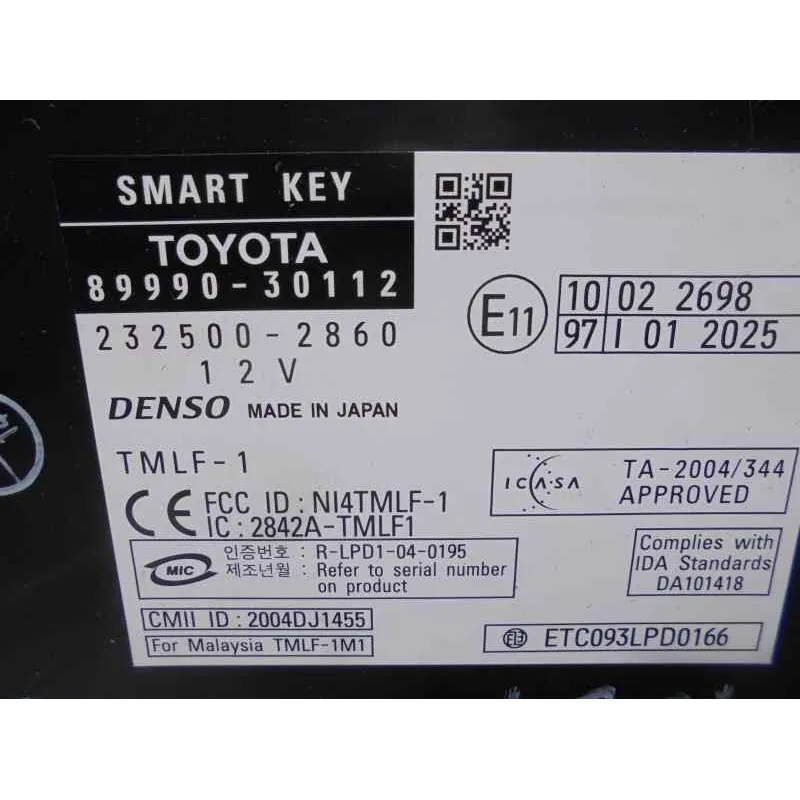 SMART KEY
TOYOTA
89990-30112
232500-2860
12V
DENSO MADE IN JAPAN
E11
10 02 2698
97 I 01 2025
TMLF-1
CE FCC ID : NI4TMLF-1
IC : 2842A-TMLF1
ICASA TA-2004/344
APPROVED
MIC 인증번호 : R-LPD1-04-0195
제조년월 : Refer to serial number
on product
Complies with
IDA Standards
DA101418
CMII ID : 2004DJ1455
For Malaysia TMLF-1M1
ETC093LPD0166